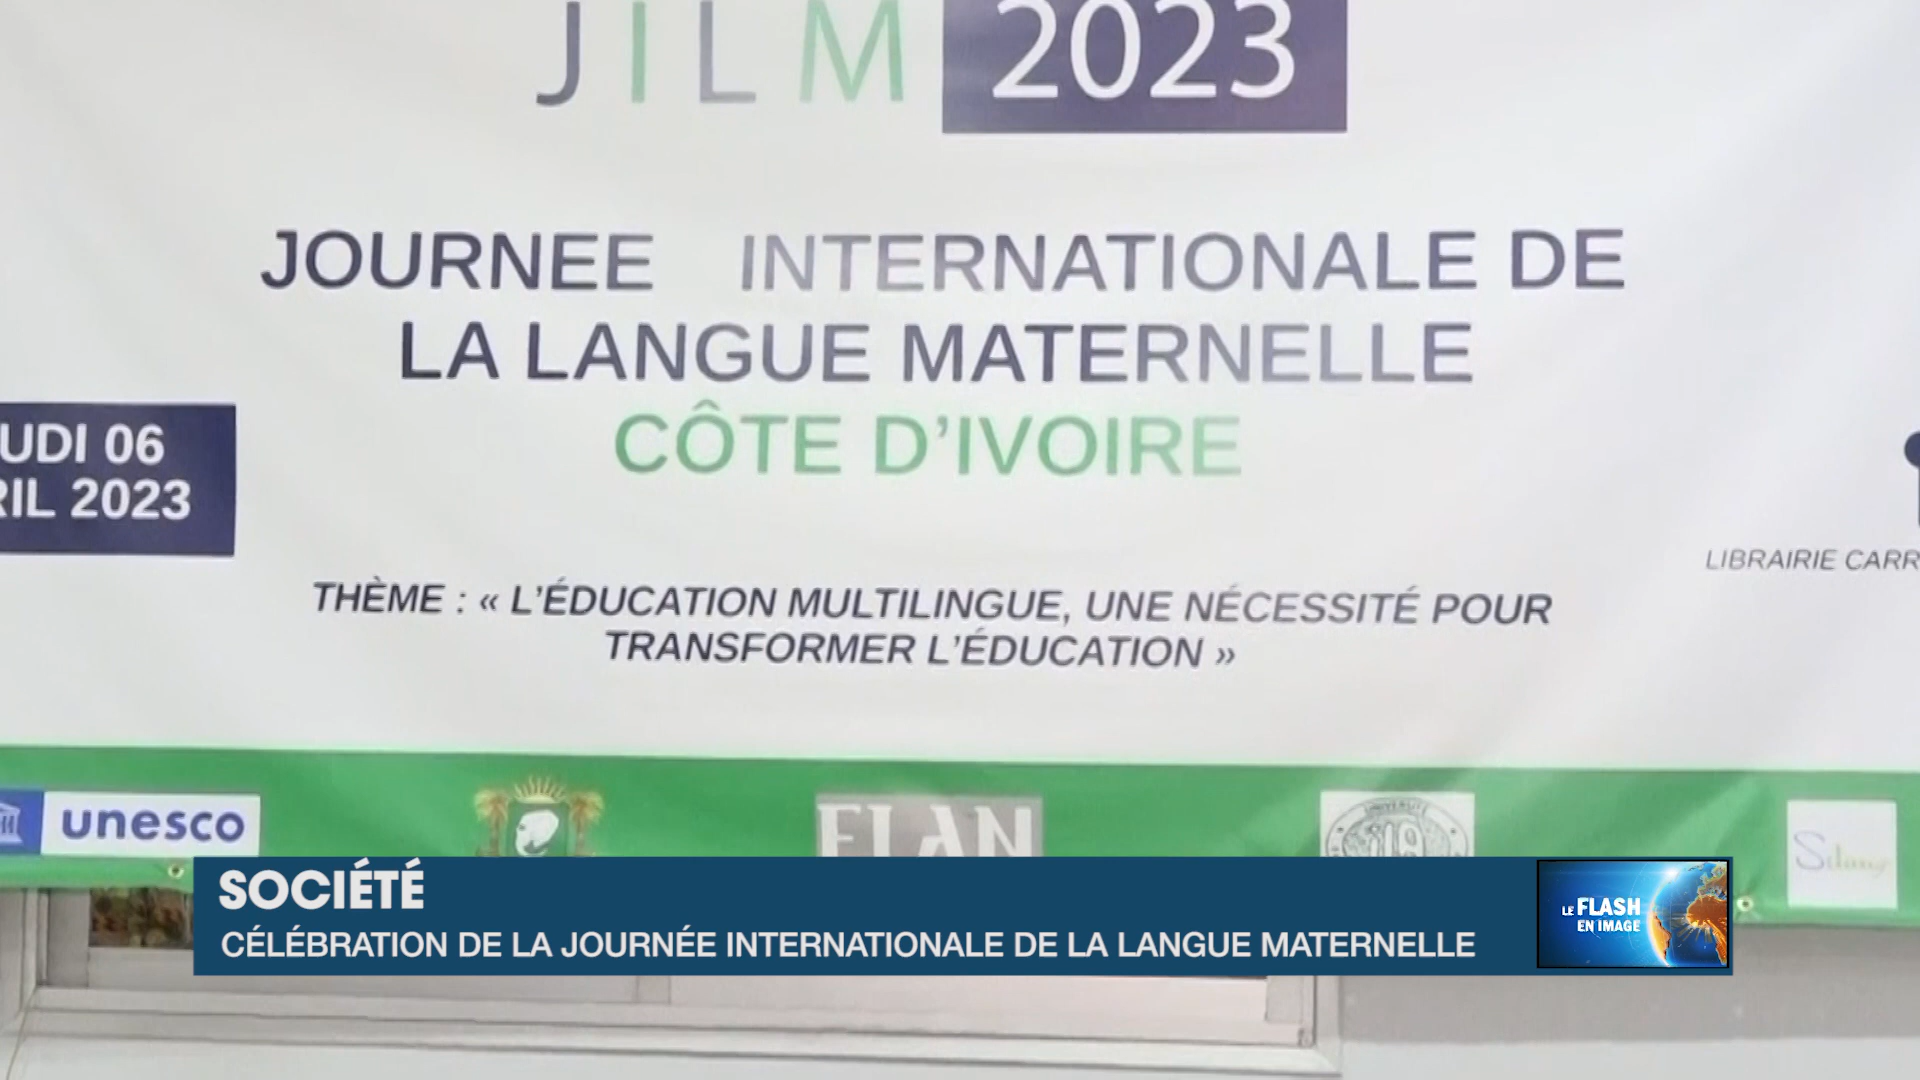 JILM 2023
JOURNEE INTERNATIONALE DE
LA LANGUE MATERNELLE
CÔTE D'IVOIRE
UDI 06
RIL 2023
LIBRAIRIE CARR
THÈME : « L'ÉDUCATION MULTILINGUE, UNE NÉCESSITÉ POUR
TRANSFORMER L'ÉDUCATION »
unesco
ELAN
UNIVERSITÉ
SOCIÉTÉ
CÉLÉBRATION DE LA JOURNÉE INTERNATIONALE DE LA LANGUE MATERNELLE
LE FLASH
EN IMAGE